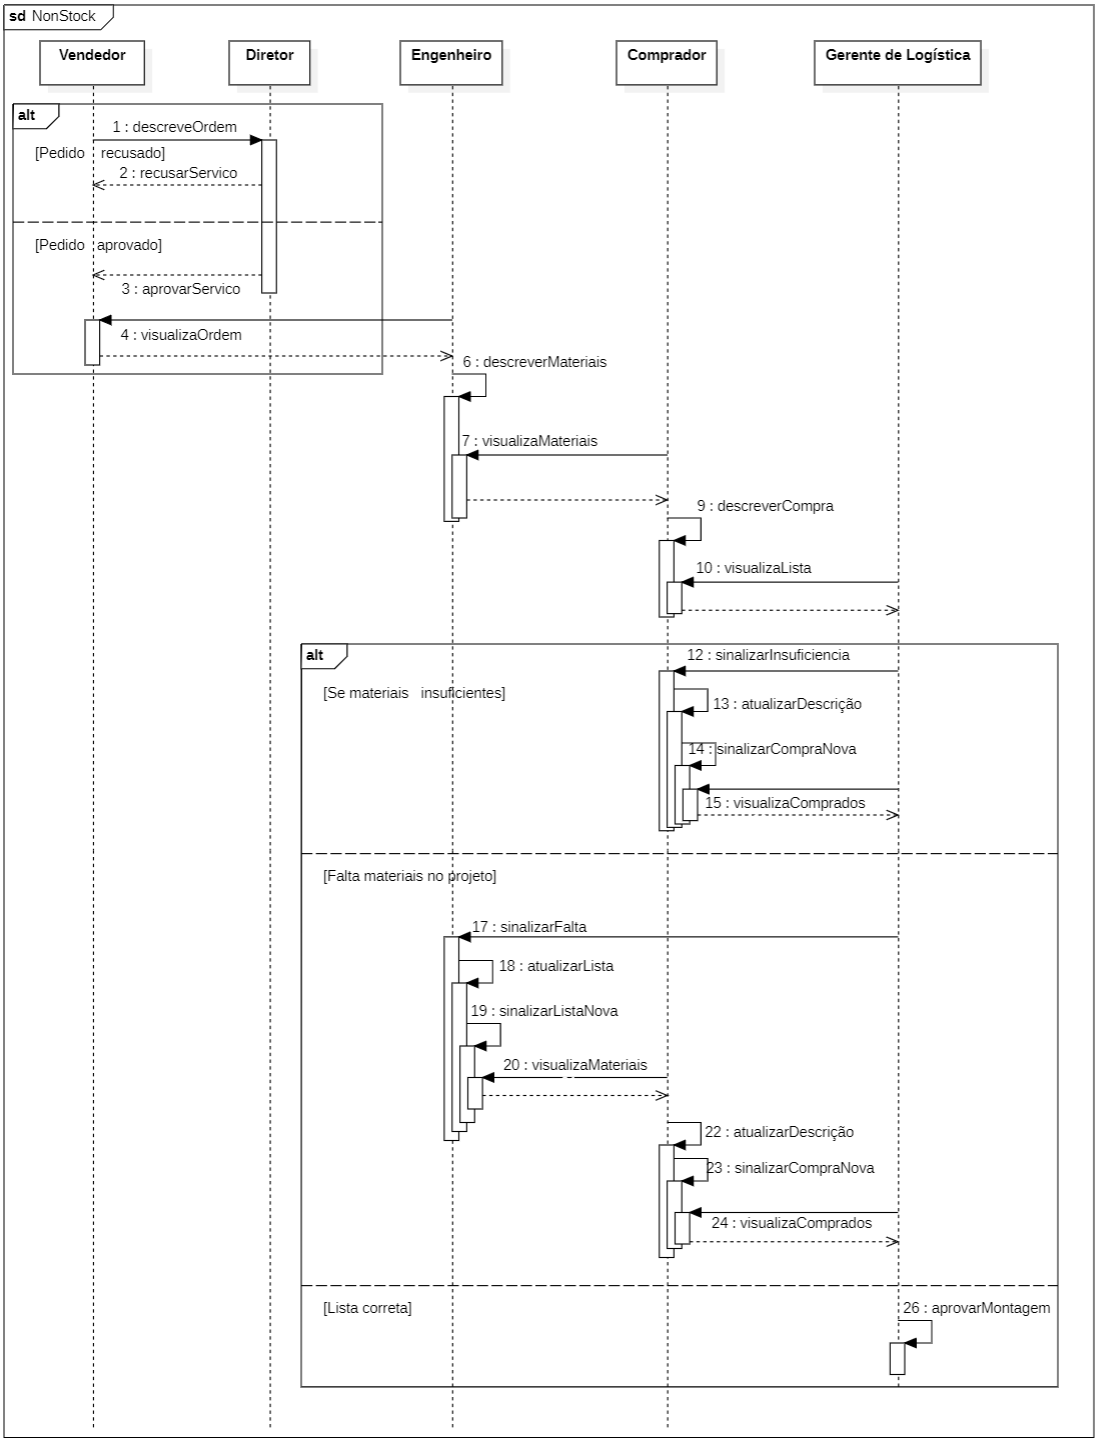 sd NonStock
Vendedor
Diretor
Engenheiro
Comprador
Gerente de Logística
alt
1 : descreveOrdem
[Pedido recusado]
2 : recusarServico
[Pedido aprovado]
3 : aprovarServico
4 : visualizaOrdem
6 : descreverMateriais
7 : visualizaMateriais
9 : descreverCompra
10 : visualizaLista
alt
12 : sinalizarInsuficiencia
[Se materiais insuficientes]
13 : atualizarDescrição
14 : sinalizarCompraNova
15 : visualizaComprados
[Falta materiais no projeto]
17 : sinalizarFalta
18 : atualizarLista
19 : sinalizarListaNova
20 : visualizaMateriais
22 : atualizarDescrição
23 : sinalizarCompraNova
24 : visualizaComprados
[Lista correta]
26 : aprovarMontagem